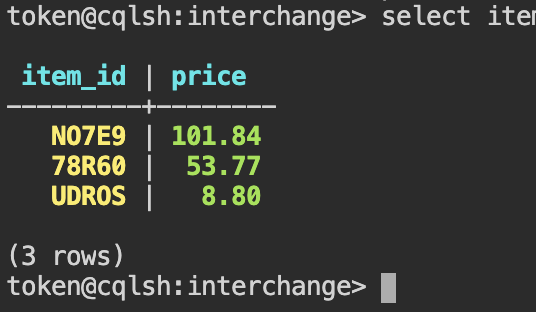 token@cqlsh:interchange> select
item_id | price
---------+--------
NO7E9 | 101.84
78R60 | 53.77
UDROS | 8.80
(3 rows)
token@cqlsh:interchange>